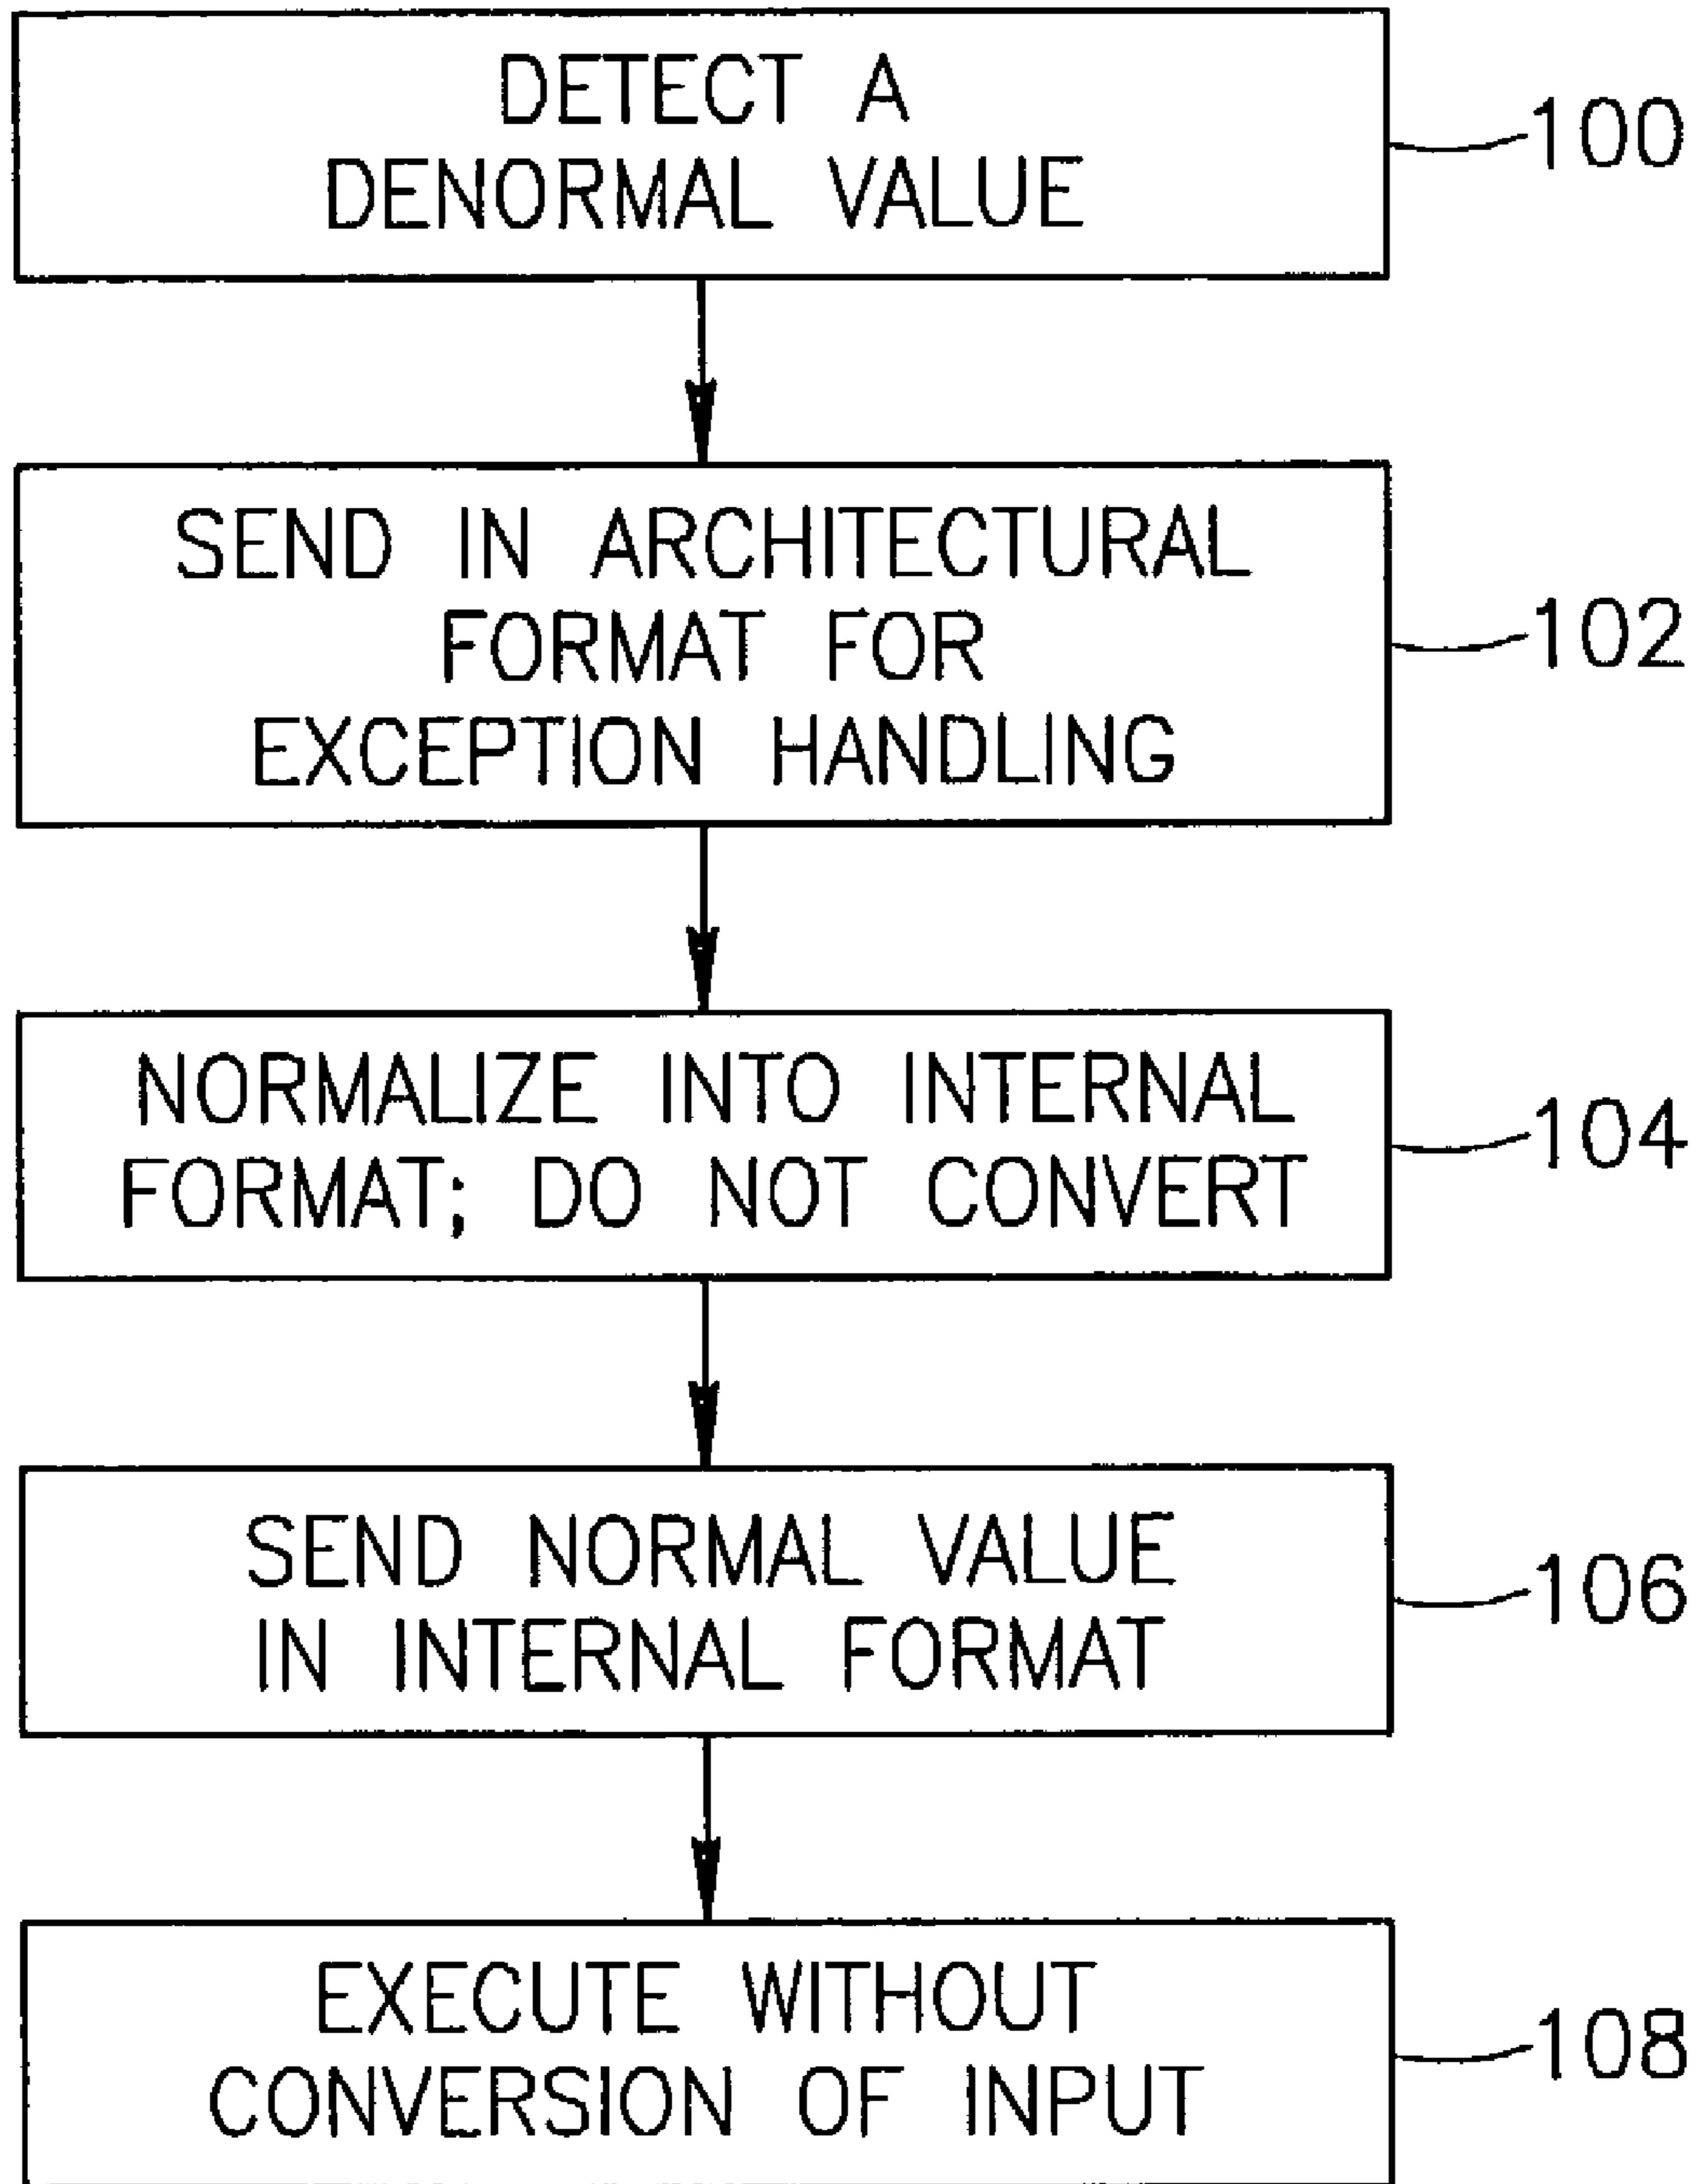 DETECT A
DENORMAL VALUE
100
SEND IN ARCHITECTURAL
FORMAT FOR
EXCEPTION HANDLING
102
NORMALIZE INTO INTERNAL
FORMAT; DO NOT CONVERT
104
SEND NORMAL VALUE
IN INTERNAL FORMAT
106
EXECUTE WITHOUT
CONVERSION OF INPUT
108